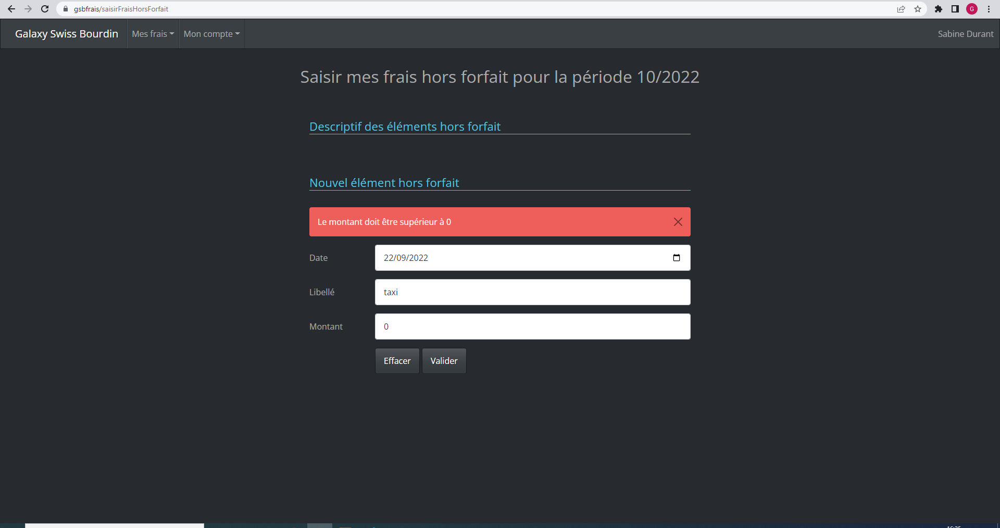 gsbfrais/saisirFraisHorsForfait
G
Galaxy Swiss Bourdin
Mes frais
Mon compte
Sabine Durant
Saisir mes frais hors forfait pour la période 10/2022
Descriptif des éléments hors forfait
Nouvel élément hors forfait
Le montant doit être supérieur à 0
Date
22/09/2022
Libellé
taxi
Montant
0
Effacer
Valider